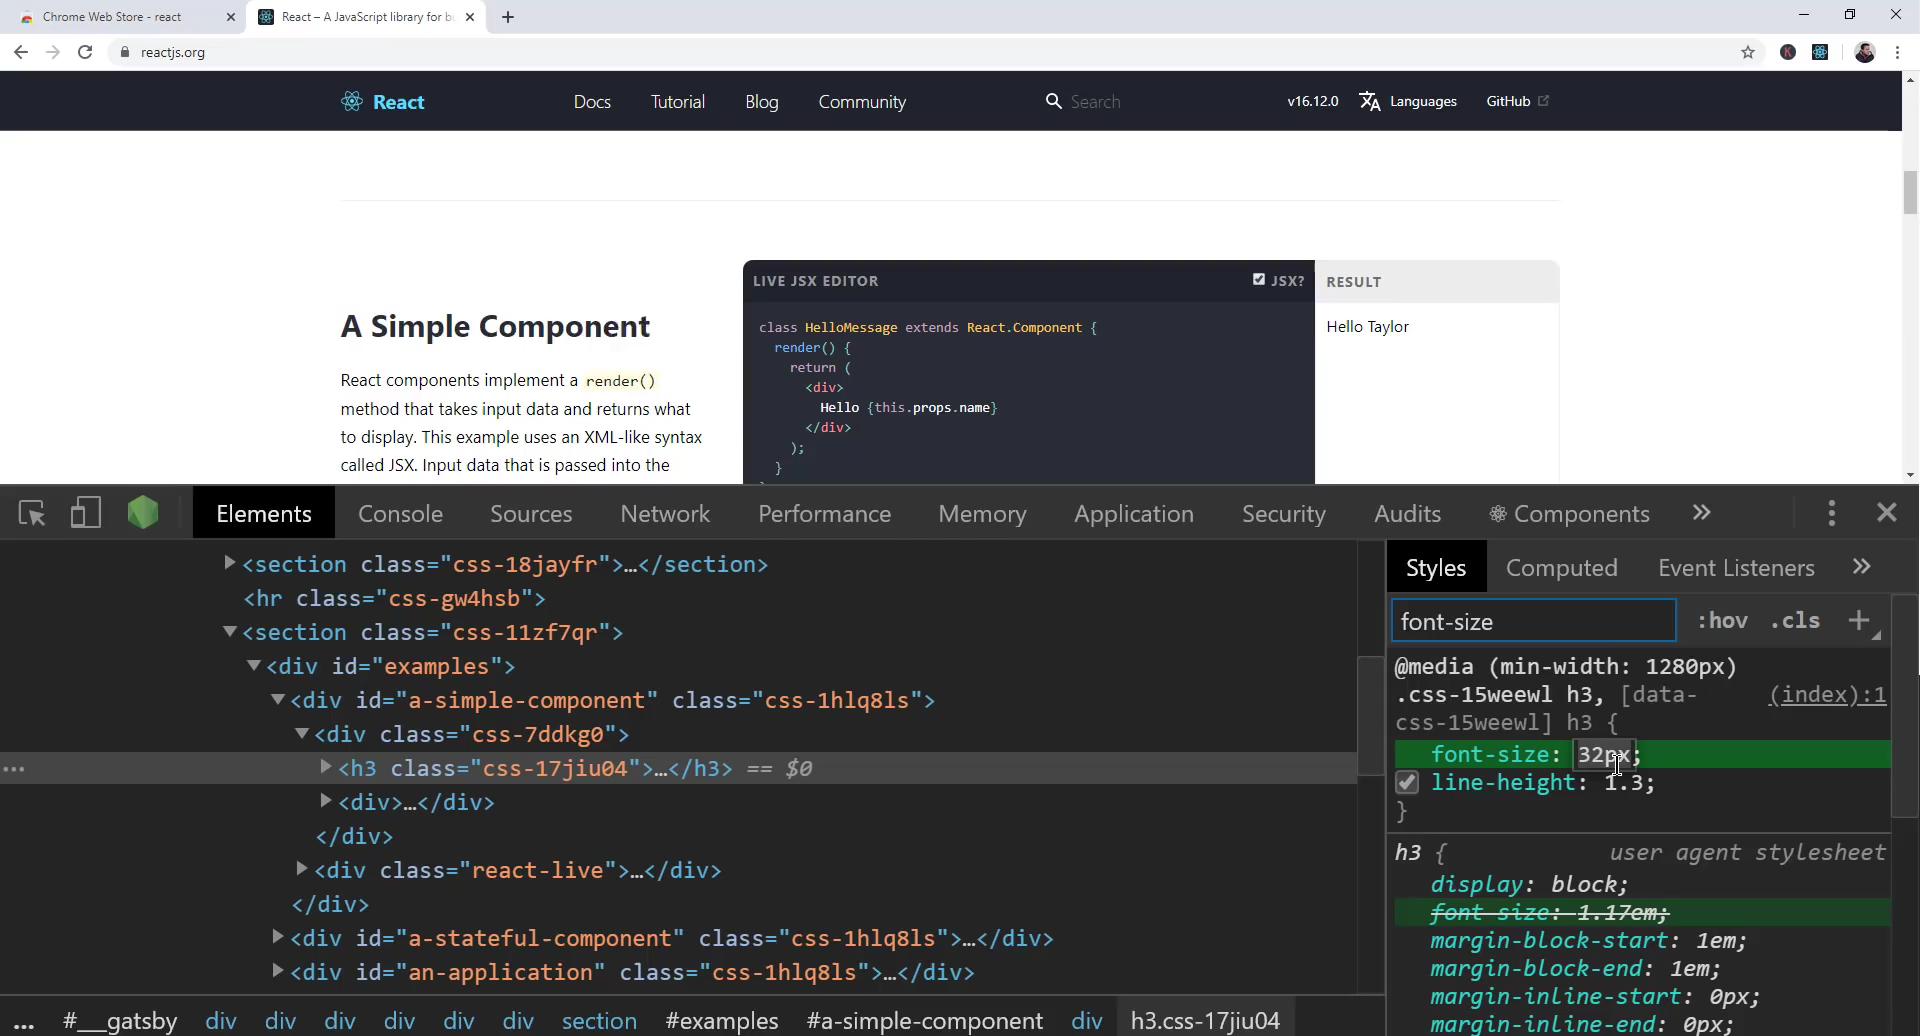 Chrome Web Store - react
React – A JavaScript library for bu
reactjs.org
K
React
Docs
Tutorial
Blog
Community
Search
v16.12.0
Languages
GitHub
A Simple Component
React components implement a render()
method that takes input data and returns what
to display. This example uses an XML-like syntax
called JSX. Input data that is passed into the
LIVE JSX EDITOR
JSX?
class HelloMessage extends React.Component {
render() {
return (
<div>
Hello {this.props.name}
</div>
);
}
RESULT
Hello Taylor
Elements
Console
Sources
Network
Performance
Memory
Application
Security
Audits
Components
<section class="css-18jayfr">…</section>
<hr class="css-gw4hsb">
<section class="css-11zf7qr">
<div id="examples">
<div id="a-simple-component" class="css-1hlq8ls">
<div class="css-7ddkg0">
<h3 class="css-17jiu04">…</h3> == $0
<div>…</div>
</div>
<div class="react-live">…</div>
</div>
<div id="a-stateful-component" class="css-1hlq8ls">…</div>
<div id="an-application" class="css-1hlq8ls">…</div>
... #___gatsby div div div div div div section #examples #a-simple-component div h3.css-17jiu04
Styles
Computed
Event Listeners
font-size
:hov
.cls
@media (min-width: 1280px)
.css-15weewl h3, [data- (index):1
css-15weewl] h3 {
font-size: 32px;
line-height: 1.3;
}
h3 { user agent stylesheet
display: block;
font-size: 1.17em;
margin-block-start: 1em;
margin-block-end: 1em;
margin-inline-start: 0px;
margin-inline-end: 0px;